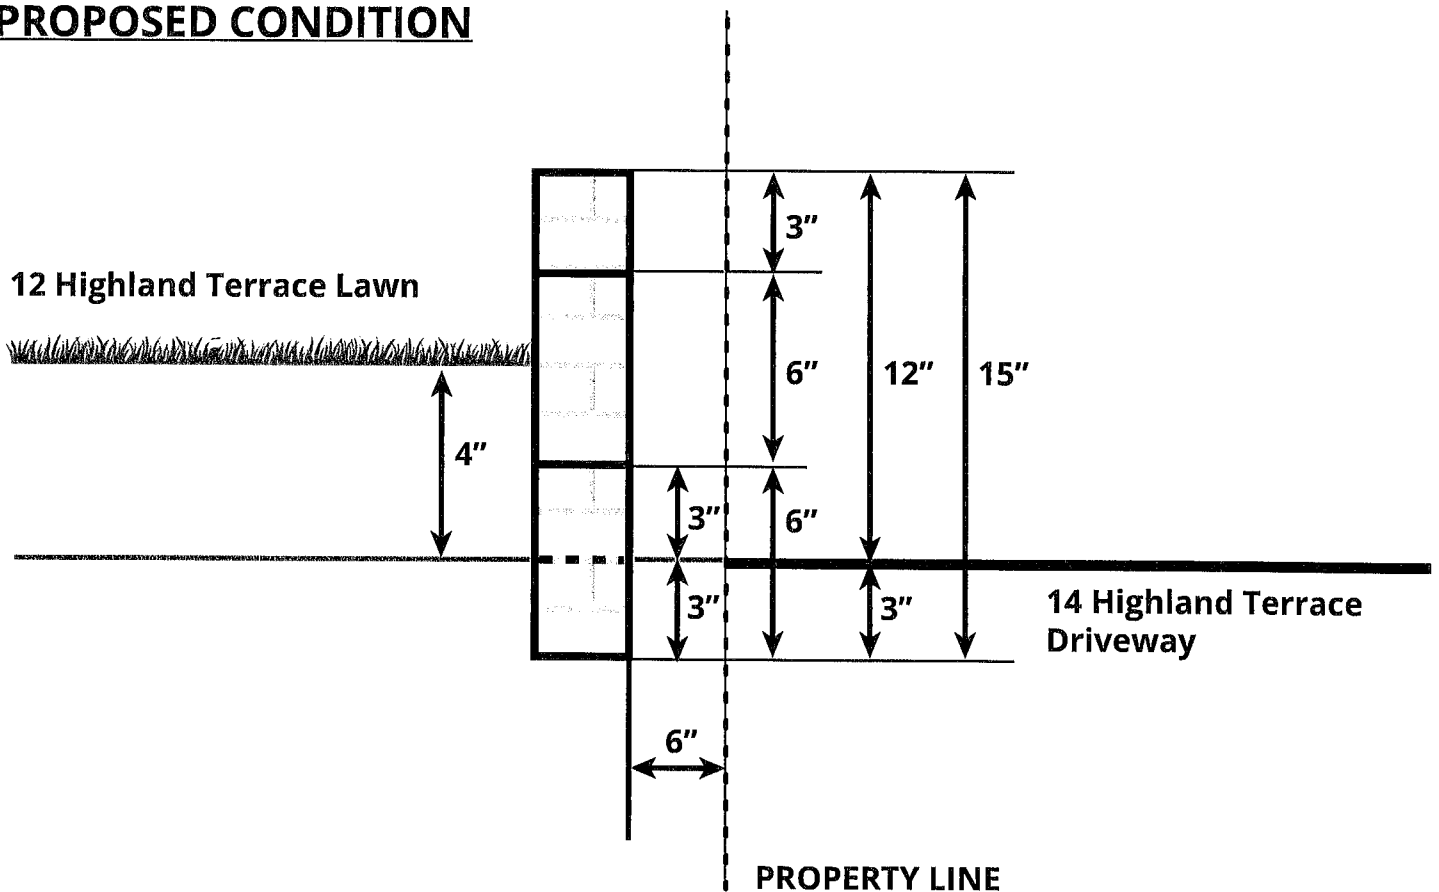 PROPOSED CONDITION
3”
12 Highland Terrace Lawn
6”
12”
15”
4”
3”
6”
3”
3”
14 Highland Terrace
Driveway
6”
PROPERTY LINE